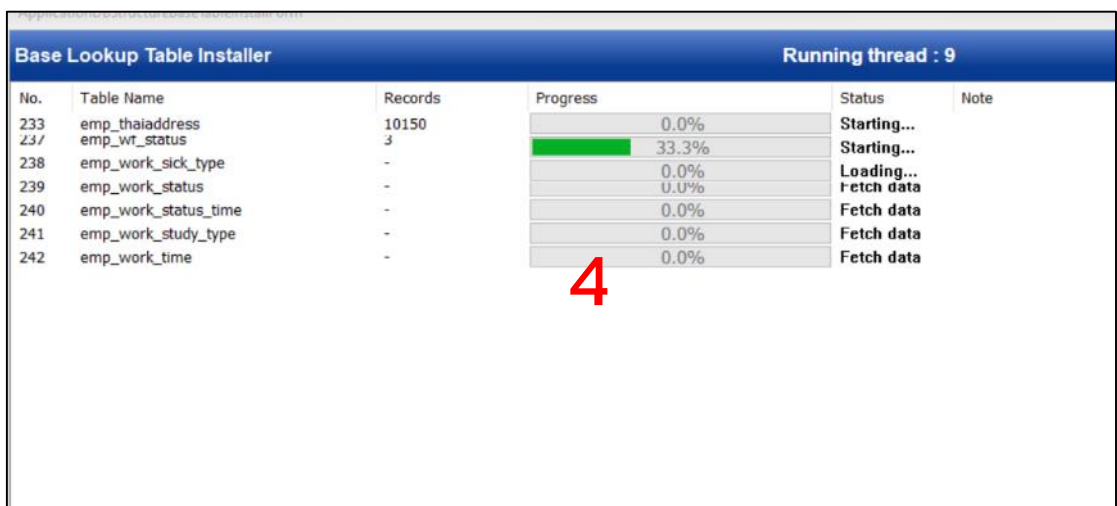 Base Lookup Table Installer Running thread : 9
No. Table Name Records Progress Status Note
233 emp_thaiaddress 10150 0.0% Starting...
237 emp_wf_status 3 33.3% Starting...
238 emp_work_sick_type - 0.0% Loading...
239 emp_work_status - 0.0% Fetch data
240 emp_work_status_time - 0.0% Fetch data
241 emp_work_study_type - 0.0% Fetch data
242 emp_work_time - 0.0% Fetch data
4